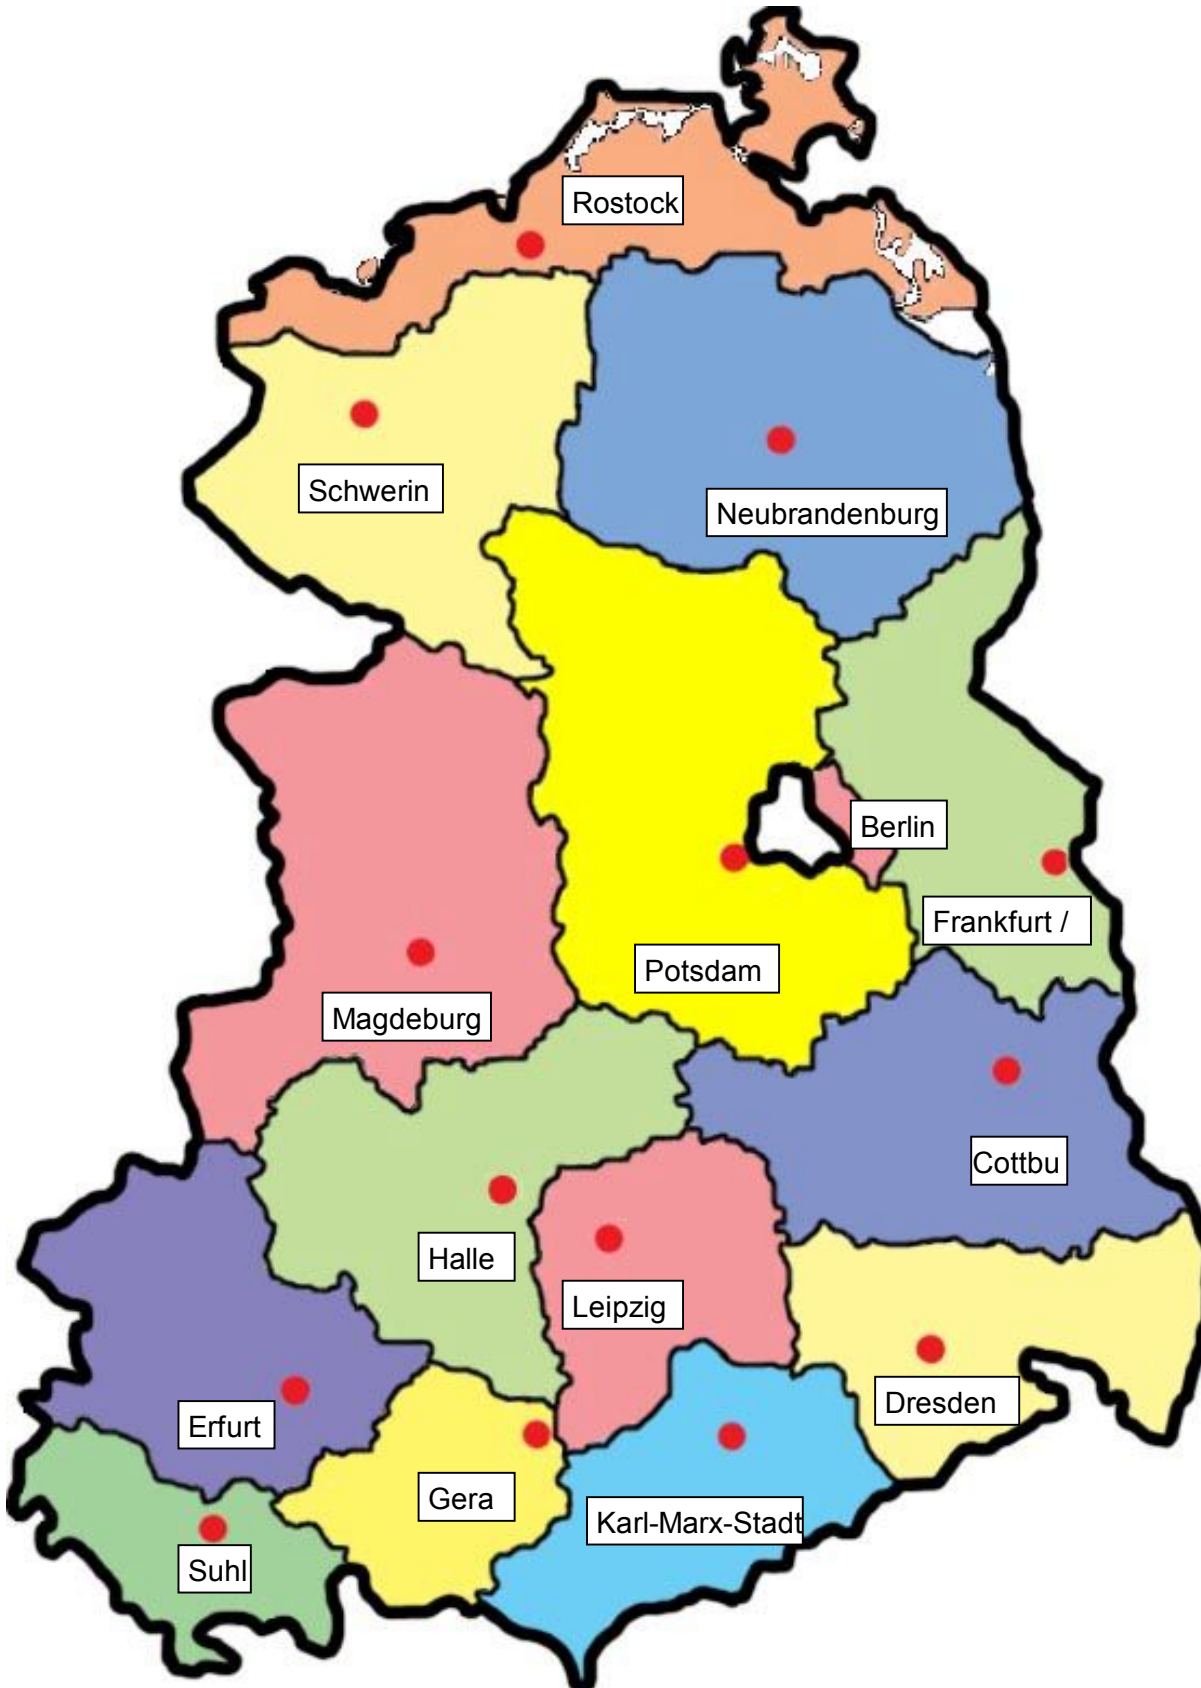 Rostock
Schwerin
Neubrandenburg
Berlin
Frankfurt /
Potsdam
Magdeburg
Cottbu
Halle
Leipzig
Dresden
Erfurt
Gera
Karl-Marx-Stadt
Suhl